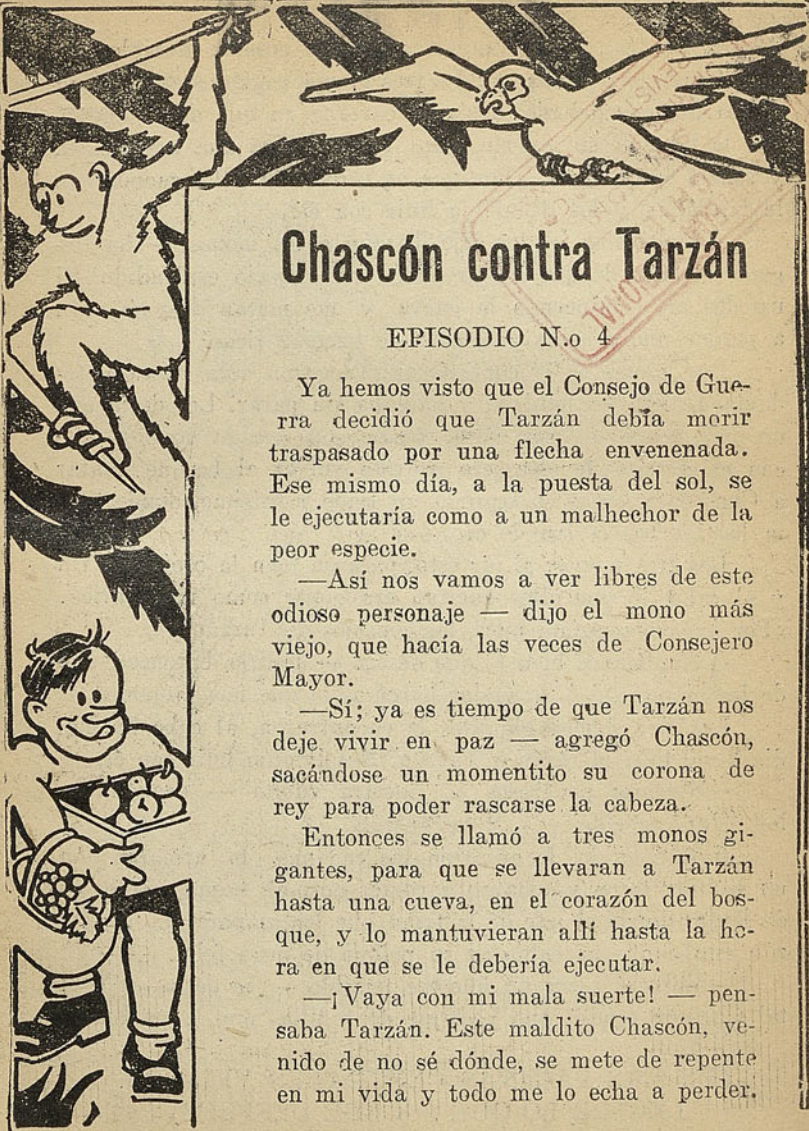 Chascón contra Tarzán
EPISODIO N.o 4
Ya hemos visto que el Consejo de Gue-
rra decidió que Tarzán debía morir
traspasado por una flecha envenenada.
Ese mismo día, a la puesta del sol, se
le ejecutaría como a un malhechor de la
peor especie.
—Así nos vamos a ver libres de este
odioso personaje — dijo el mono más
viejo, que hacía las veces de Consejero
Mayor.
—Sí; ya es tiempo de que Tarzán nos
deje vivir en paz — agregó Chascón,
sacándose un momentito su corona de
rey para poder rascarse la cabeza.
Entonces se llamó a tres monos gi-
gantes, para que se llevaran a Tarzán
hasta una cueva, en el corazón del bos-
que, y lo mantuvieran allí hasta la ho-
ra en que se le debería ejecutar.
—¡Vaya con mi mala suerte! — pen-
saba Tarzán. Este maldito Chascón, ve-
nido de no sé dónde, se mete de repente
en mi vida y todo me lo echa a perder.